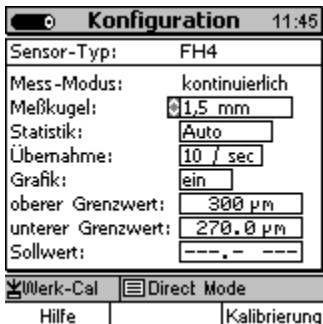 Konfiguration 11:45
Sensor-Typ: FH4
Mess-Modus: kontinuierlich
Meßkugel: 1,5 mm
Statistik: Auto
Übernahme: 10 / sec
Grafik: ein
oberer Grenzwert: 300 µm
unterer Grenzwert: 270.0 µm
Sollwert: ---.- ---
Werk-Cal Direct Mode
Hilfe Kalibrierung